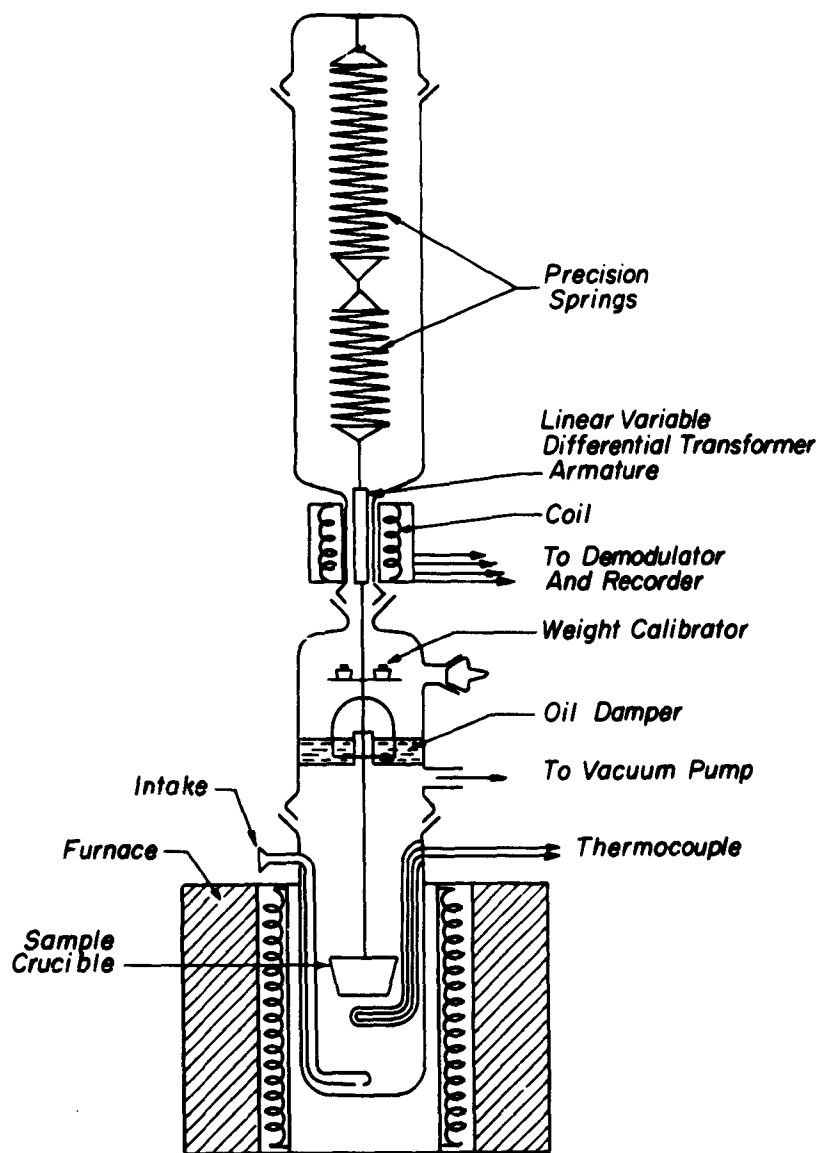 Precision
Springs
Linear Variable
Differential Transformer
Armature
Coil
To Demodulator
And Recorder
Weight Calibrator
Oil Damper
To Vacuum Pump
Intake
Furnace
Thermocouple
Sample
Crucible